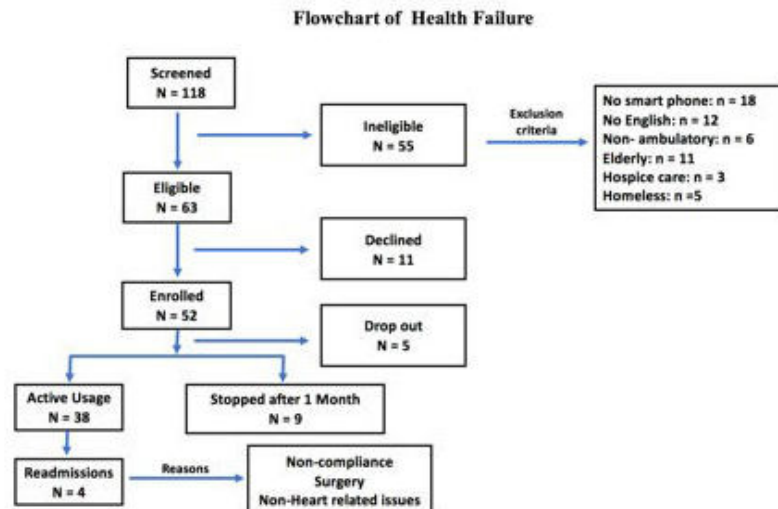 Flowchart of Health Failure
Screened
N = 118
Ineligible
N = 55
Exclusion
criteria
No smart phone: n = 18
No English: n = 12
Non- ambulatory: n = 6
Elderly: n = 11
Hospice care: n = 3
Homeless: n =5
Eligible
N = 63
Declined
N = 11
Enrolled
N = 52
Drop out
N = 5
Active Usage
N = 38
Stopped after 1 Month
N = 9
Readmissions
N = 4
Reasons
Non-compliance
Surgery
Non-Heart related issues